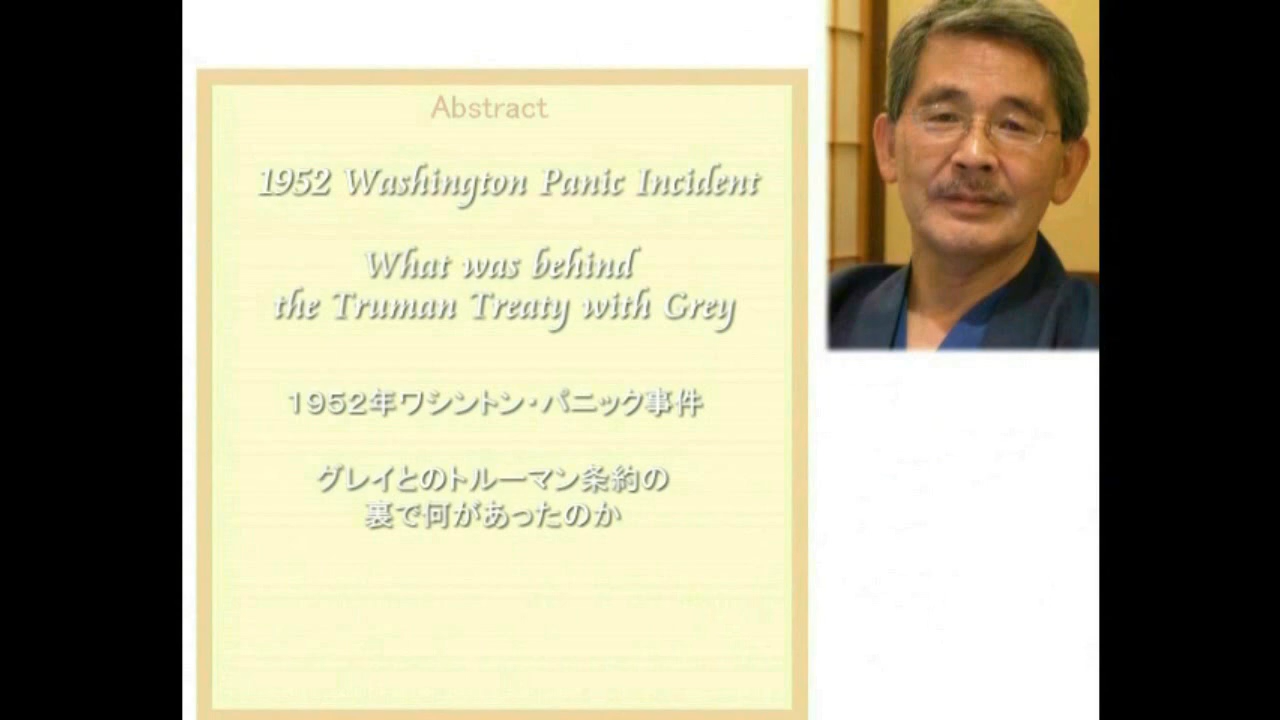 Abstract
1952 Washington Panic Incident
What was behind
the Truman Treaty with Grey
１９５２年ワシントン・パニック事件
グレイとのトルーマン条約の
裏で何があったのか